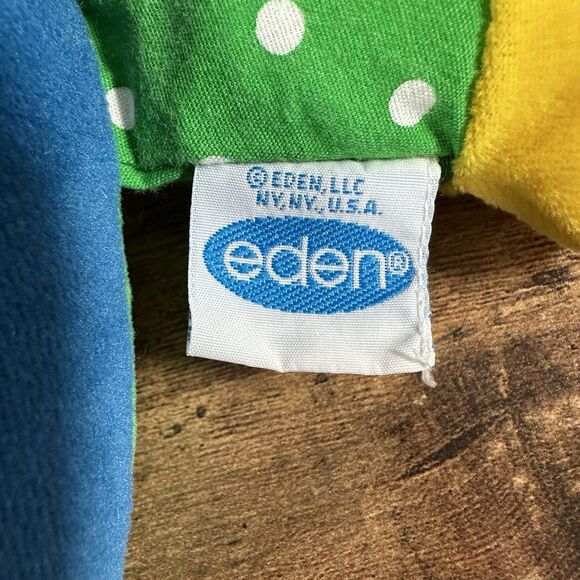 © EDEN, LLC
NY, NY., U.S.A.
eden®